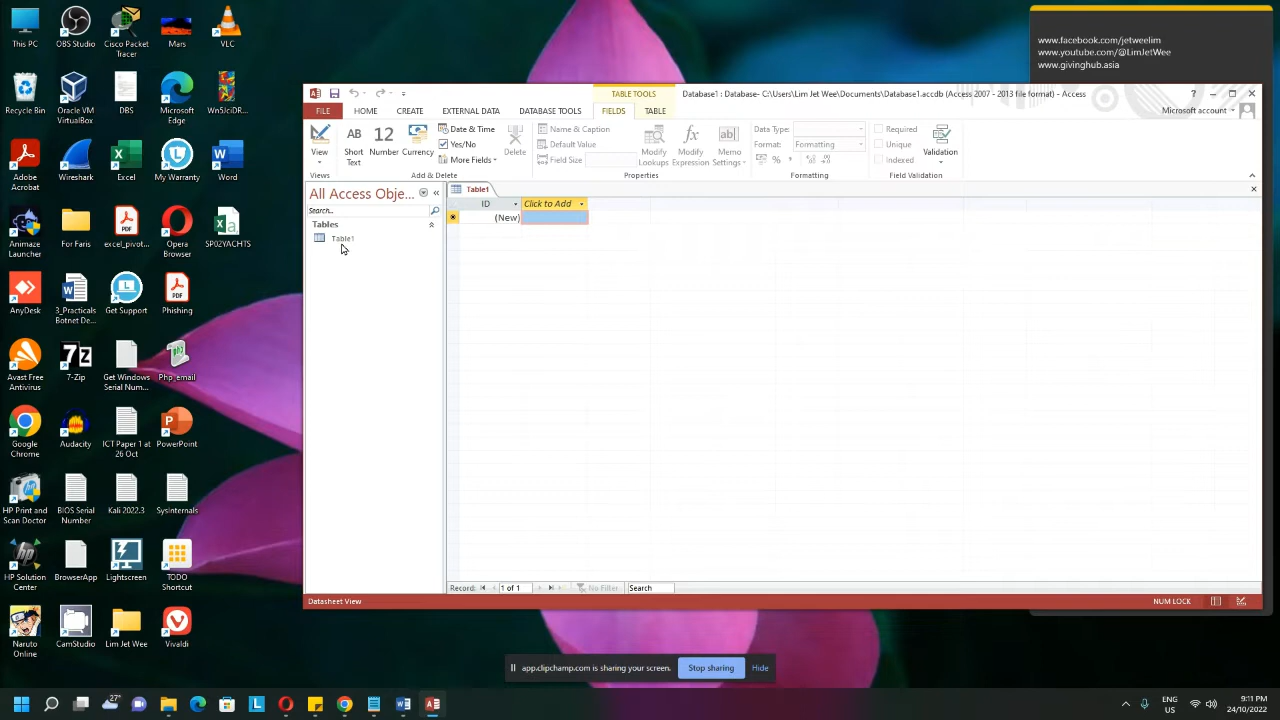 This PC
OBS Studio
Cisco Packet
Tracer
Mars
VLC
Recycle Bin
Oracle VM
VirtualBox
DBS
Microsoft
Edge
Wn5JciDR...
Adobe
Acrobat
Wireshark
Excel
My Warranty
Word
Animaze
Launcher
For Faris
excel_pivot...
Opera
Browser
SP02YACHTS
AnyDesk
3_Practicals
Botnet De...
Get Support
Phishing
Avast Free
Antivirus
7-Zip
Get Windows
Serial Num...
Php_email
Google
Chrome
Audacity
ICT Paper 1 at
26 Oct
PowerPoint
HP Print and
Scan Doctor
BIOS Serial
Number
Kali 2022.3
Sysinternals
HP Solution
Center
BrowserApp
Lightscreen
TODO
Shortcut
Naruto
Online
CamStudio
Lim Jet Wee
Vivaldi
www.facebook.com/jetweelim
www.youtube.com/@LimJetWee
www.givinghub.asia
TABLE TOOLS
Database1 : Database- C:\Users\Lim Jet Wee\Documents\Database1.accdb (Access 2007 - 2013 file format) - Access
FILE HOME CREATE EXTERNAL DATA DATABASE TOOLS FIELDS TABLE Microsoft account
View
AB
Short
Text
12
Number
Currency
Date & Time
Yes/No
More Fields
Delete
Add & Delete
Name & Caption
Default Value
Field Size
Modify
Lookups
fx
Modify
Expression
ab
Memo
Settings
Properties
Data Type:
Format: Formatting
Formatting
Required
Unique
Indexed
Validation
Field Validation
All Access Obje...
Search...
Tables
Table1
Table1
ID Click to Add
(New)
Record: 1 of 1 No Filter Search
Datasheet View NUM LOCK
app.clipchamp.com is sharing your screen. Stop sharing Hide
27°
ENG
US
9:11 PM
24/10/2022